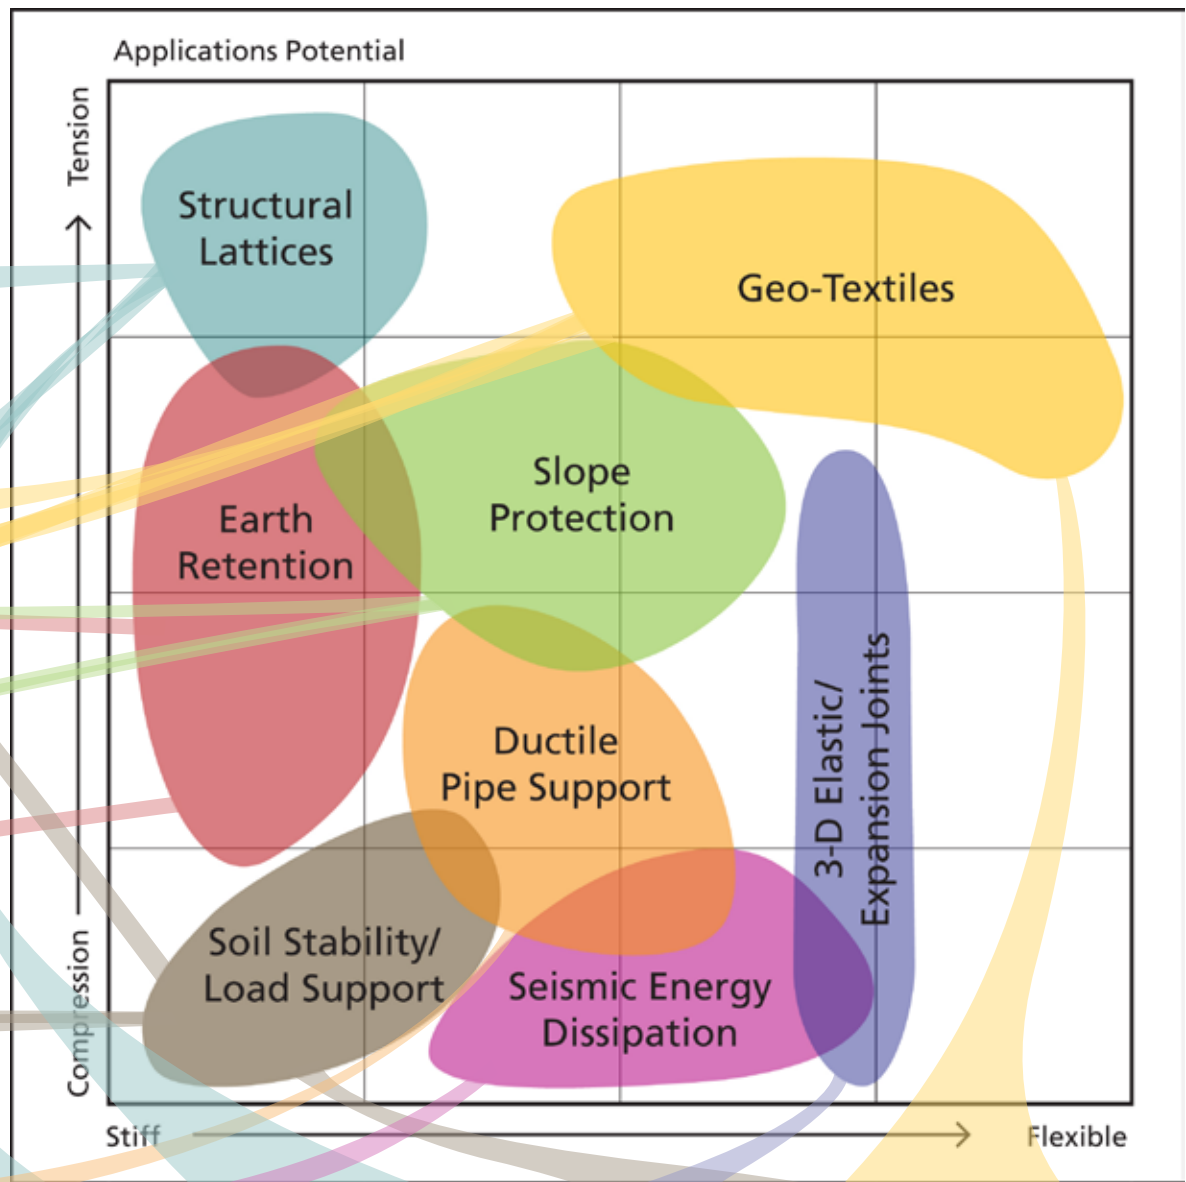 Applications Potential
Tension
Structural
Lattices
Geo-Textiles
Slope
Protection
Earth
Retention
Ductile
Pipe Support
3-D Elastic/
Expansion Joints
Soil Stability/
Load Support
Seismic Energy
Dissipation
Compression
Stiff
Flexible